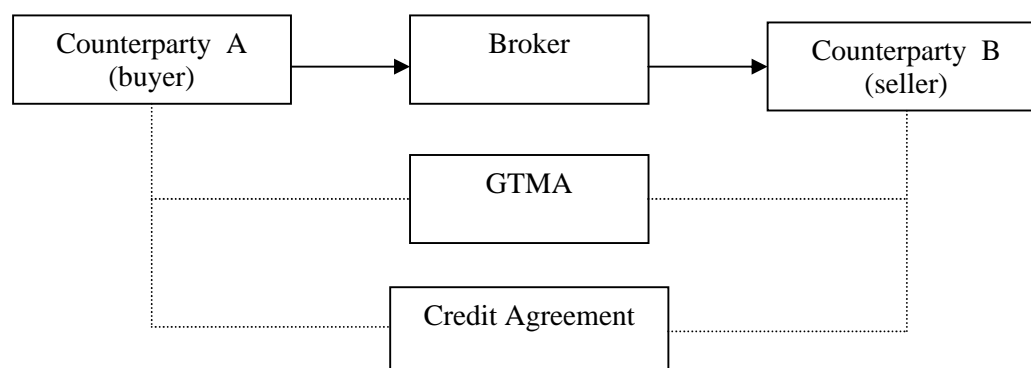 Counterparty A
(buyer)
Broker
Counterparty B
(seller)
GTMA
Credit Agreement